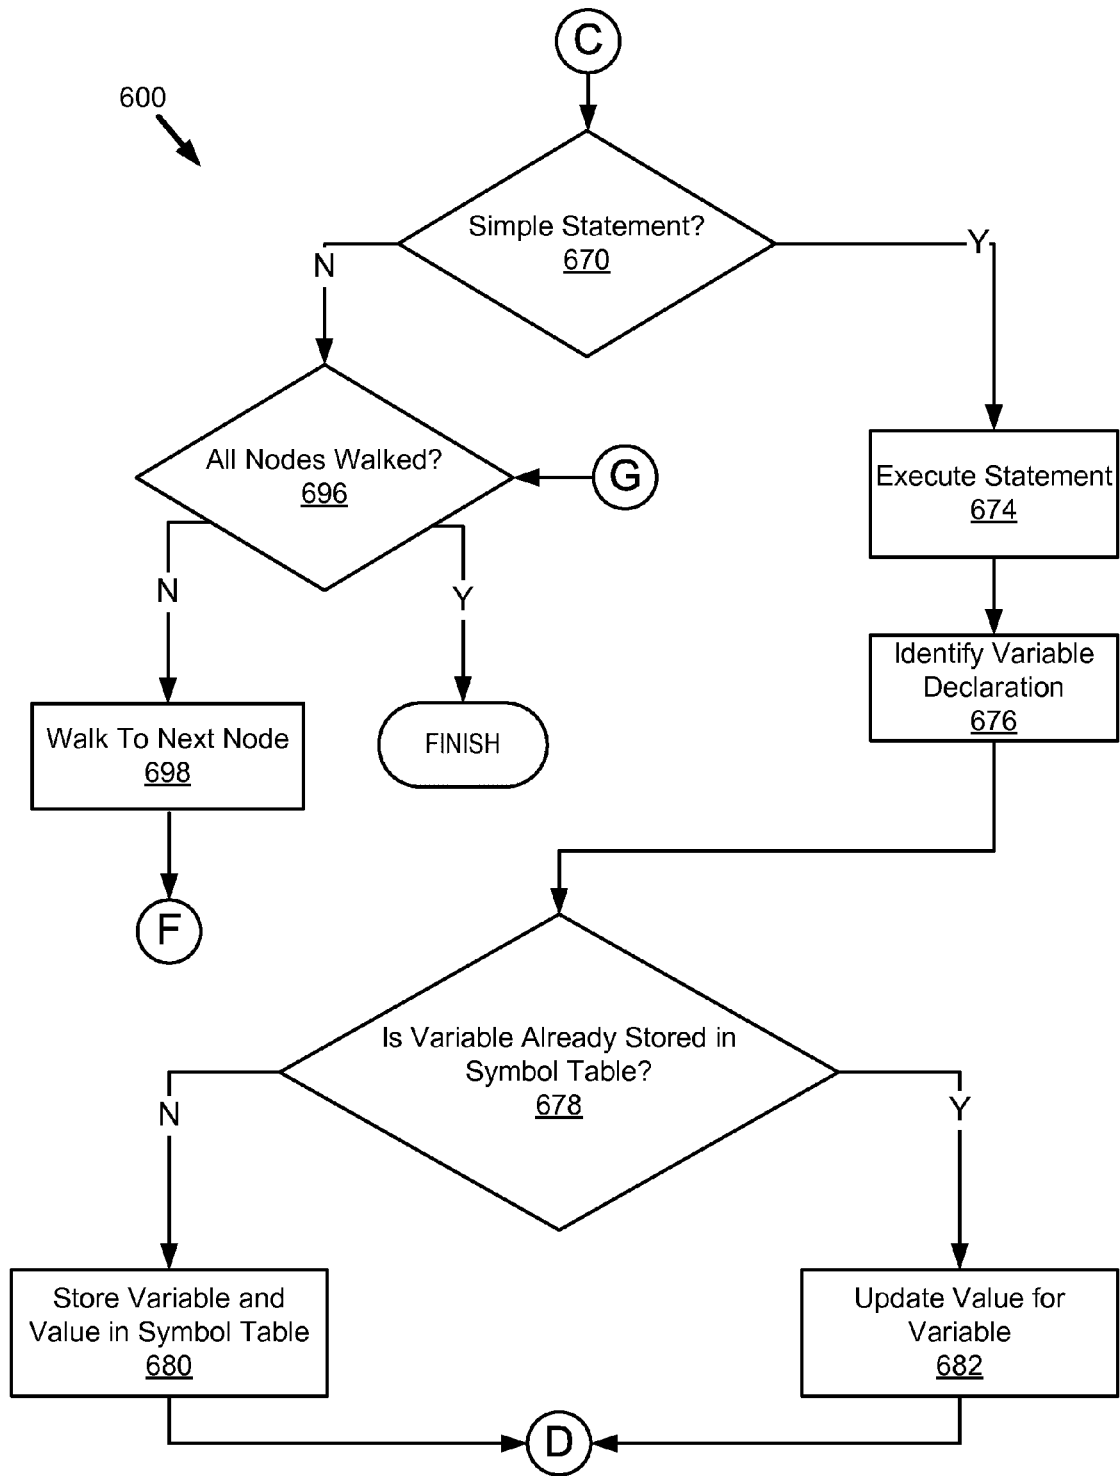 C
600
Simple Statement?
670
N
Y
All Nodes Walked?
696
G
Execute Statement
674
N
Y
Identify Variable
Declaration
676
Walk To Next Node
698
FINISH
F
Is Variable Already Stored in
Symbol Table?
678
N
Y
Store Variable and
Value in Symbol Table
680
Update Value for
Variable
682
D